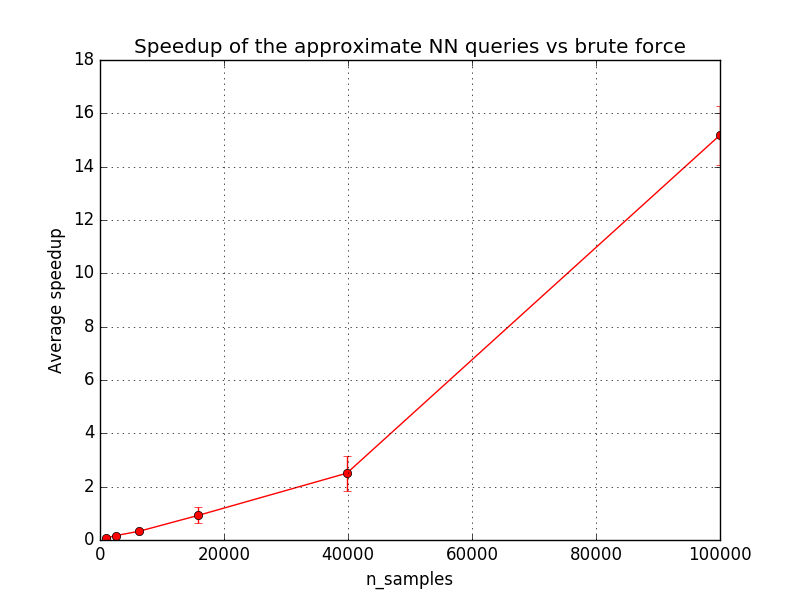 Speedup of the approximate NN queries vs brute force
18
16
14
12
10
8
6
4
2
0
Average speedup
0 20000 40000 60000 80000 100000
n_samples